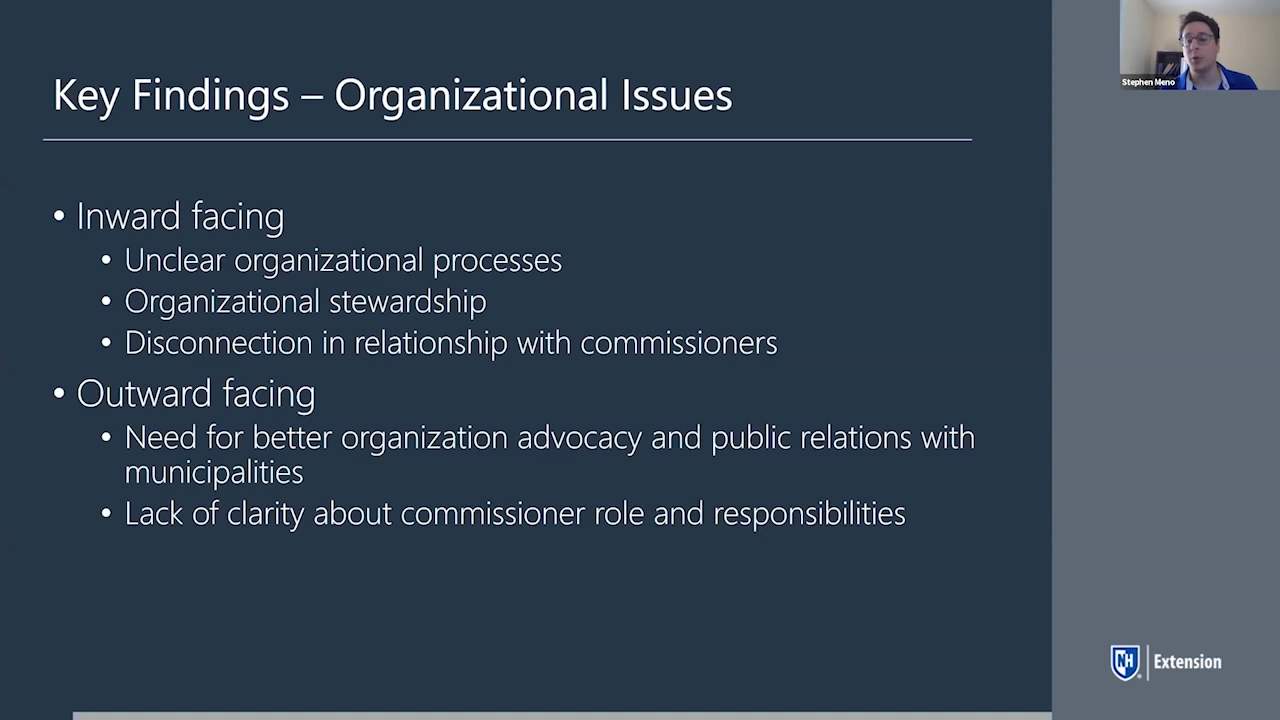 Stephen Meno
Key Findings – Organizational Issues
• Inward facing
• Unclear organizational processes
• Organizational stewardship
• Disconnection in relationship with commissioners
• Outward facing
• Need for better organization advocacy and public relations with
municipalities
• Lack of clarity about commissioner role and responsibilities
NH Extension